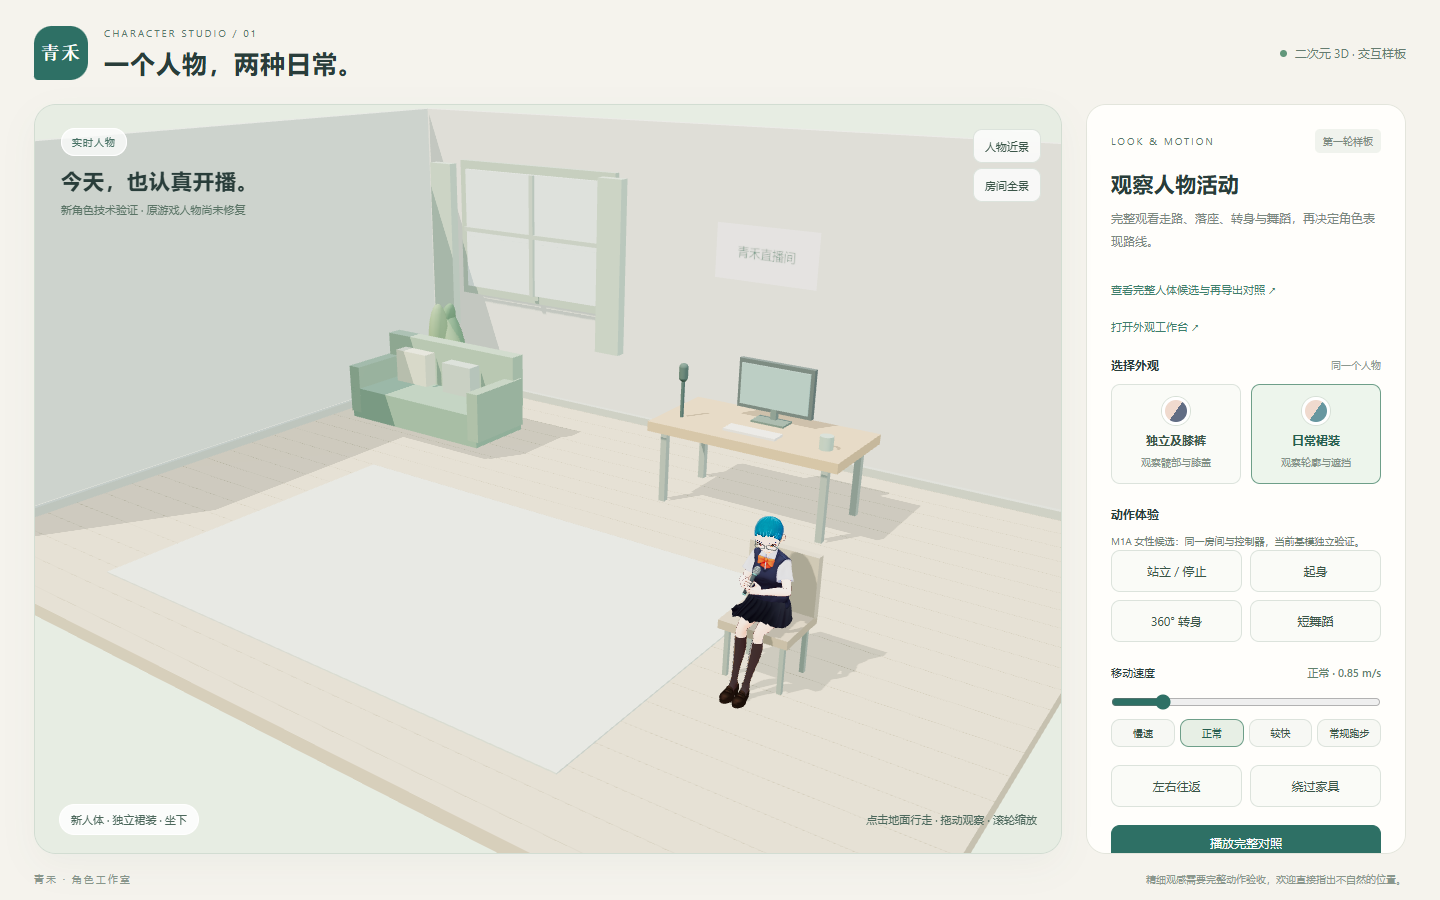 青禾
CHARACTER STUDIO / 01
一个人物，两种日常。
二次元 3D · 交互样板
实时人物
今天，也认真开播。
新角色技术验证 · 原游戏人物尚未修复
人物近景
房间全景
青禾直播间
新人体 · 独立裙装 · 坐下
点击地面行走 · 拖动观察 · 滚轮缩放
LOOK & MOTION
第一轮样板
观察人物活动
完整观看走路、落座、转身与舞蹈，再决定角色表
现路线。
查看完整人体候选与再导出对照 ↗
打开外观工作台 ↗
选择外观
同一个人物
独立及膝裤
观察髋部与膝盖
日常裙装
观察轮廓与遮挡
动作体验
M1A 女性候选：同一房间与控制器，当前基模独立验证。
站立 / 停止
起身
360° 转身
短舞蹈
移动速度
正常 · 0.85 m/s
慢速
正常
较快
常规跑步
左右往返
绕过家具
播放完整对照
青禾 · 角色工作室
精细观感需要完整动作验收，欢迎直接指出不自然的位置。